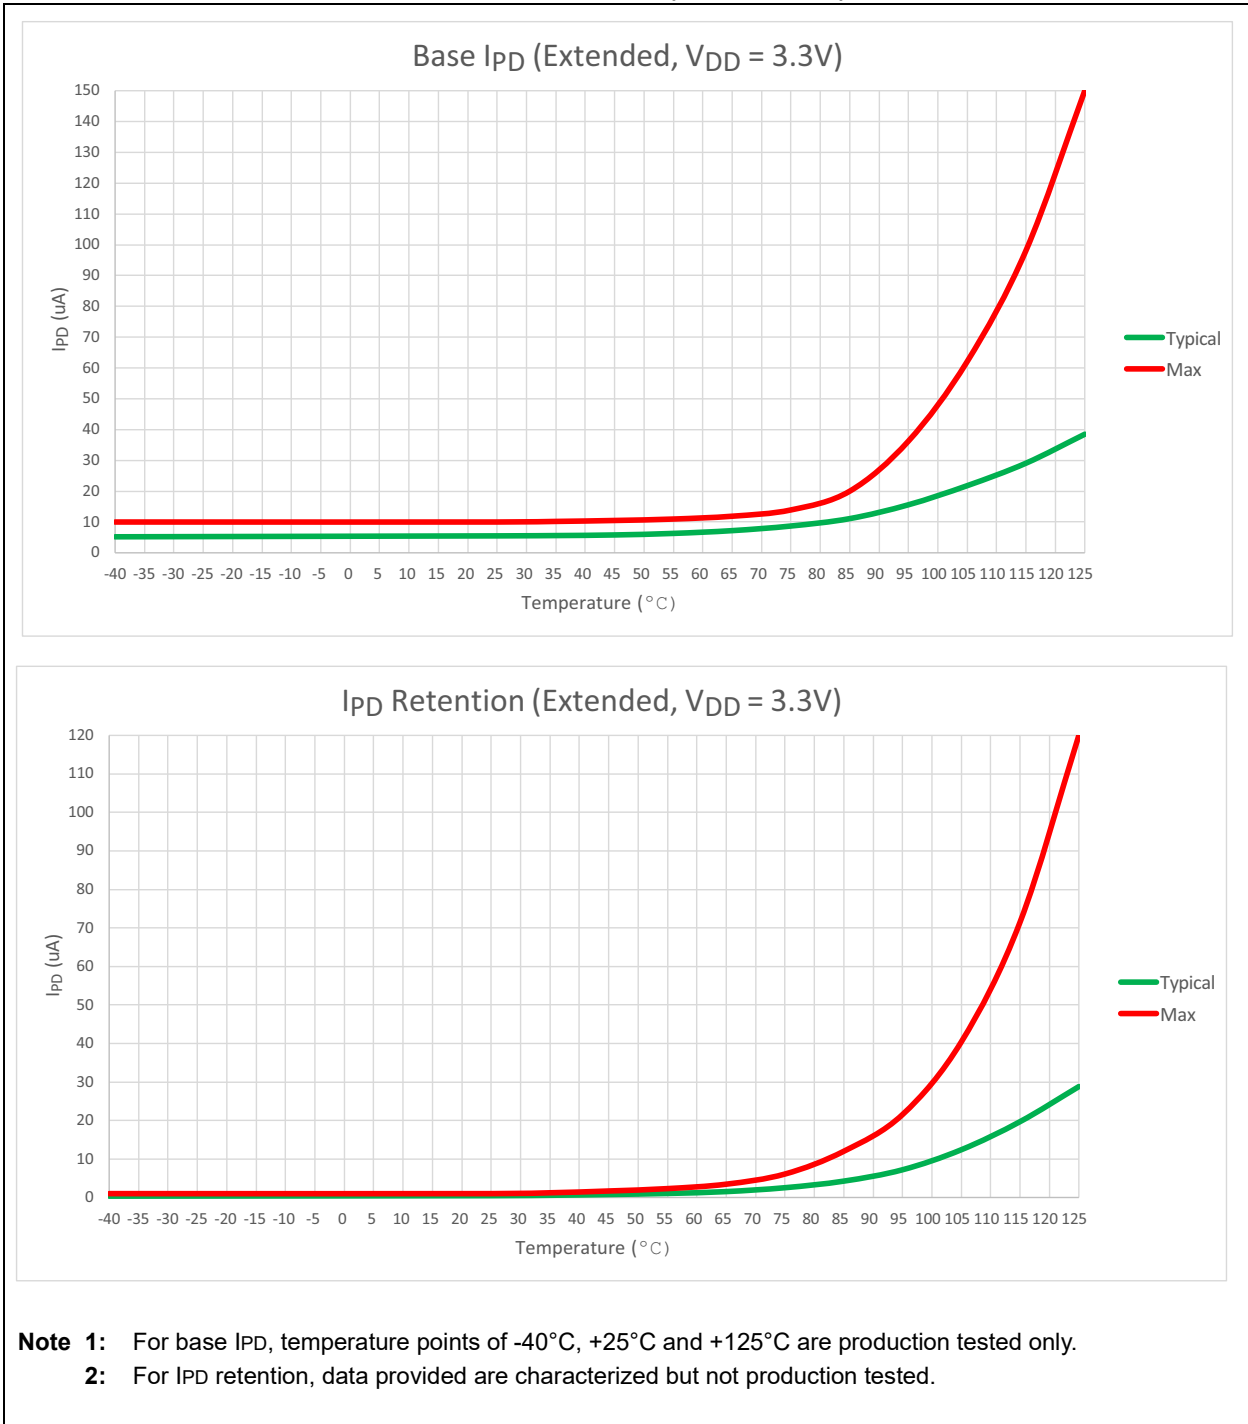 Base IPD (Extended, VDD = 3.3V)
150
140
130
120
110
100
90
80
70
60
50
40
30
20
10
0
IPD (uA)
-40 -35 -30 -25 -20 -15 -10 -5 0 5 10 15 20 25 30 35 40 45 50 55 60 65 70 75 80 85 90 95 100 105 110 115 120 125
Temperature (°C)
Typical
Max
IPD Retention (Extended, VDD = 3.3V)
120
110
100
90
80
70
60
50
40
30
20
10
0
IPD (uA)
-40 -35 -30 -25 -20 -15 -10 -5 0 5 10 15 20 25 30 35 40 45 50 55 60 65 70 75 80 85 90 95 100 105 110 115 120 125
Temperature (°C)
Typical
Max
Note 1: For base IPD, temperature points of -40°C, +25°C and +125°C are production tested only.
2: For IPD retention, data provided are characterized but not production tested.